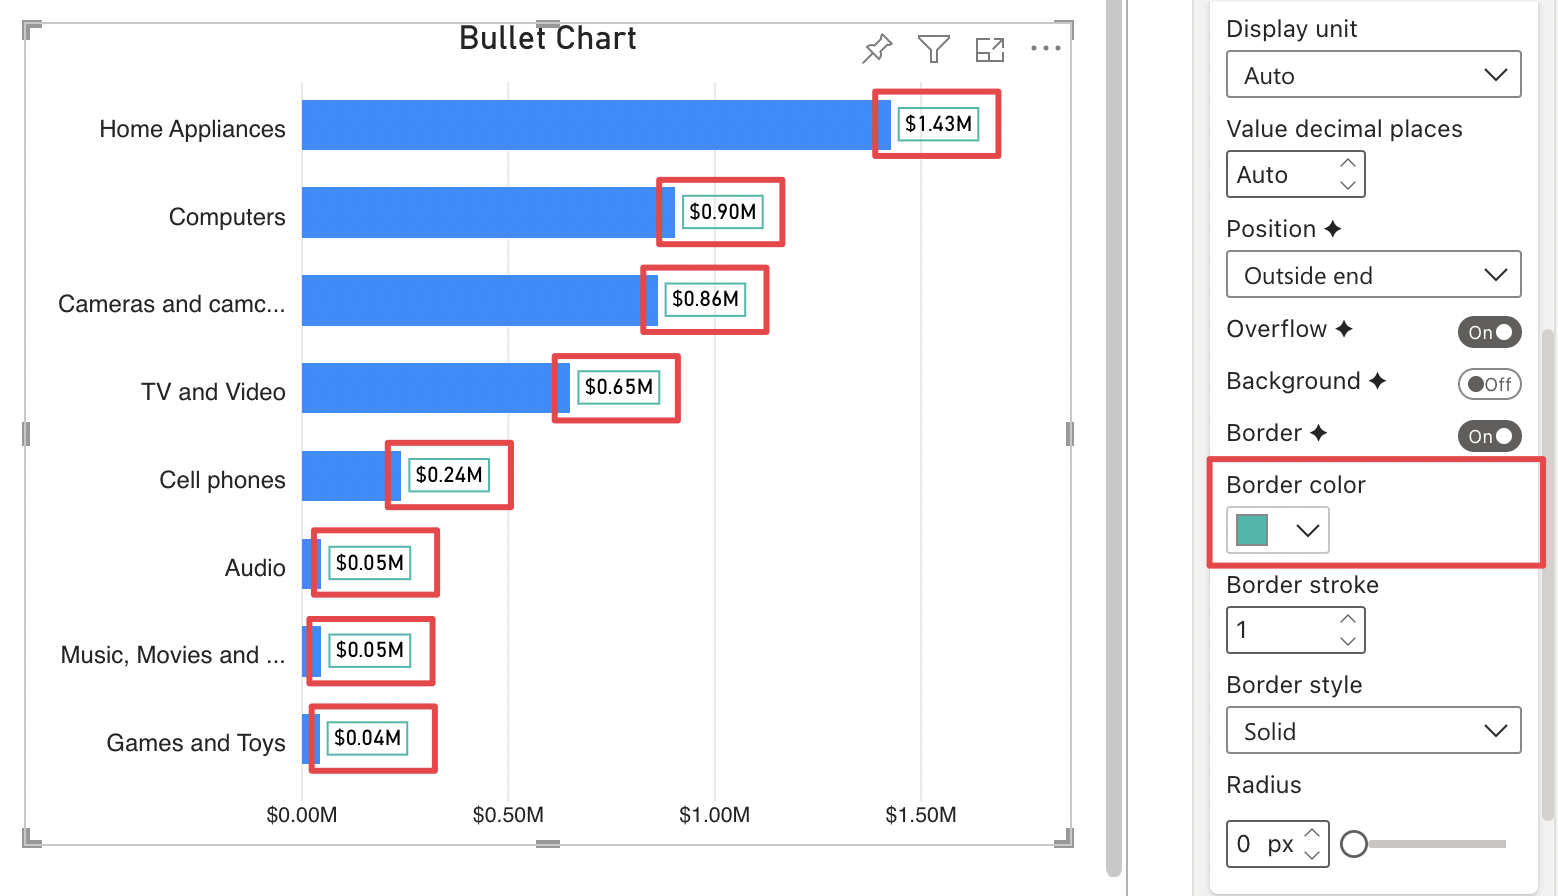 Bullet Chart
Home Appliances
$1.43M
Computers
$0.90M
Cameras and camc...
$0.86M
TV and Video
$0.65M
Cell phones
$0.24M
Audio
$0.05M
Music, Movies and ...
$0.05M
Games and Toys
$0.04M
$0.00M $0.50M $1.00M $1.50M
Display unit
Auto
Value decimal places
Auto
Position
Outside end
Overflow On
Background Off
Border On
Border color
Border stroke
1
Border style
Solid
Radius
0 px